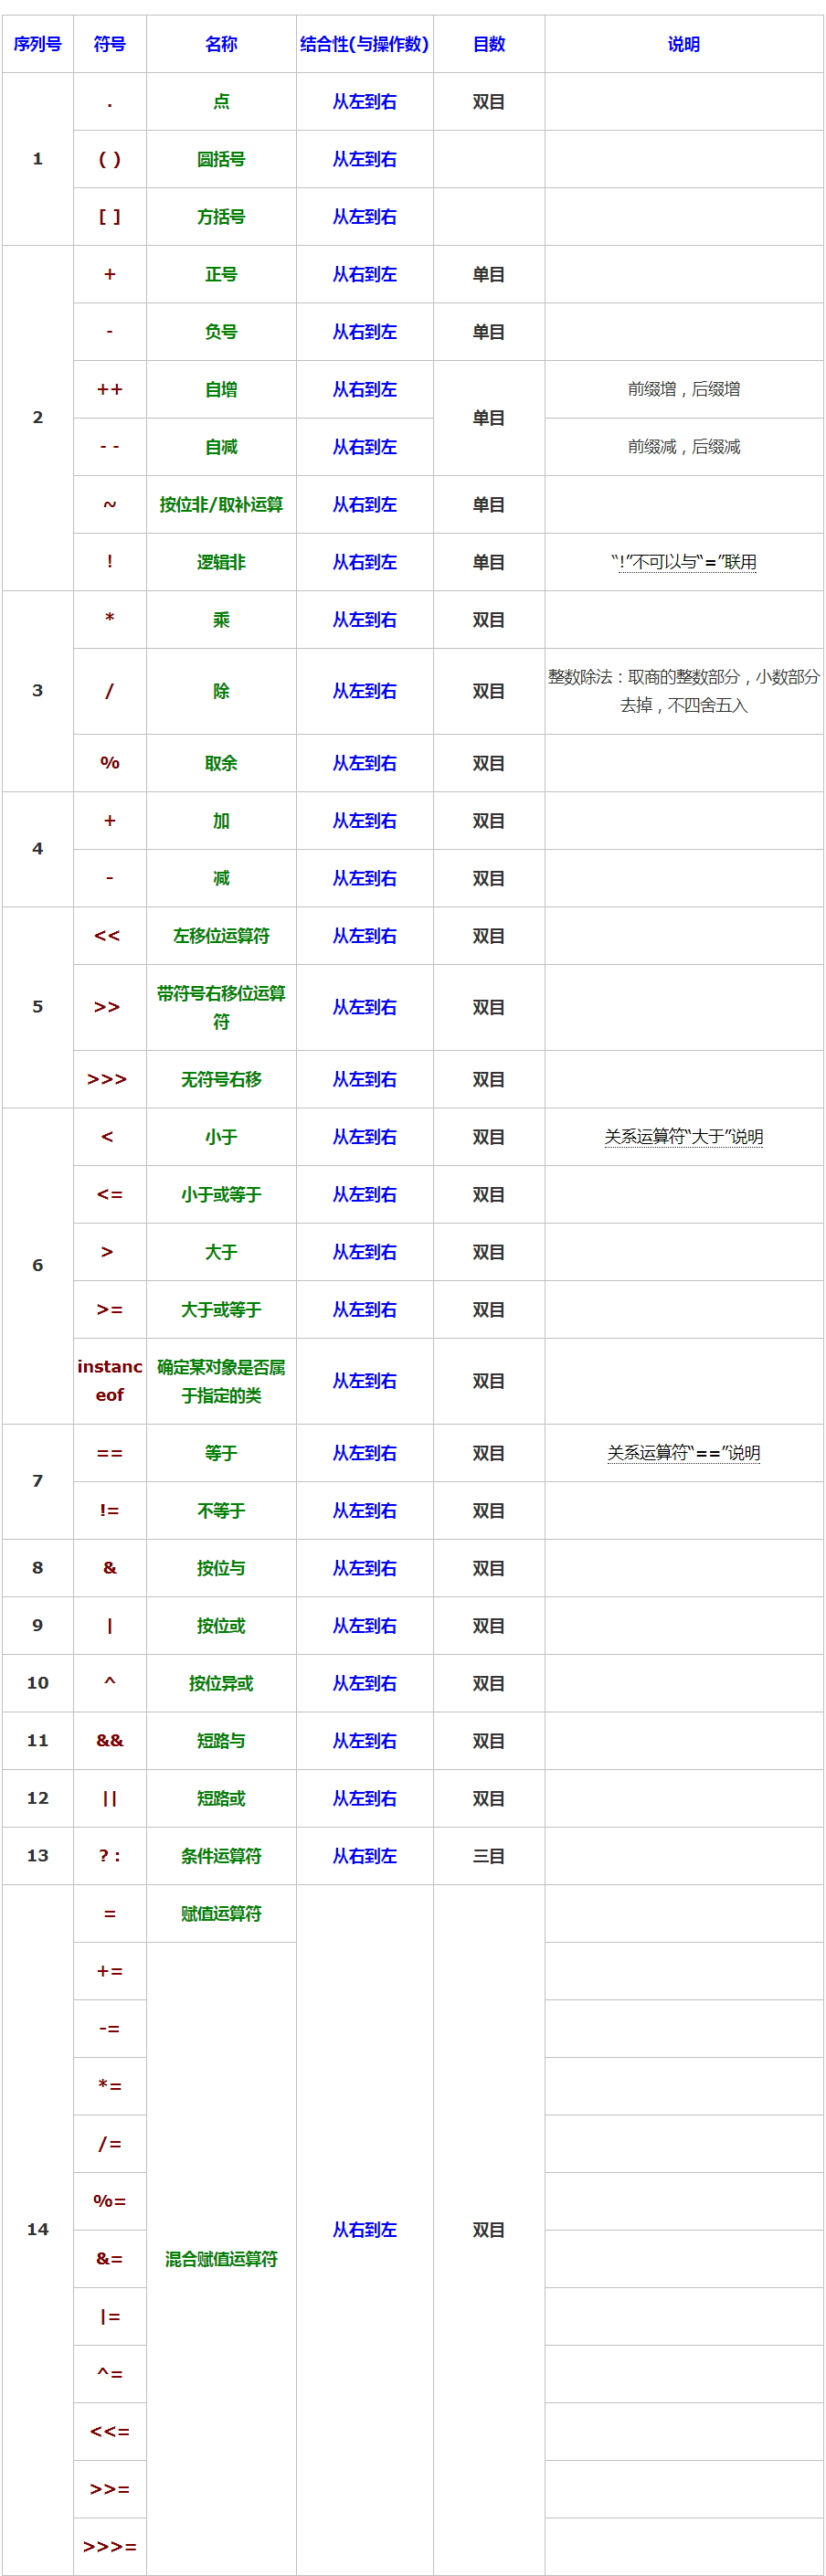 序列号 符号 名称 结合性(与操作数) 目数 说明
1
. 点 从左到右 双目
( ) 圆括号 从左到右
[ ] 方括号 从左到右
2
+ 正号 从右到左 单目
- 负号 从右到左 单目
++ 自增 从右到左 单目 前缀增，后缀增
- - 自减 从右到左 前缀减，后缀减
~ 按位非/取补运算 从右到左 单目
! 逻辑非 从右到左 单目 “!”不可以与“=”联用
3
* 乘 从左到右 双目
/ 除 从左到右 双目 整数除法：取商的整数部分，小数部分
去掉，不四舍五入
% 取余 从左到右 双目
4
+ 加 从左到右 双目
- 减 从左到右 双目
5
<< 左移位运算符 从左到右 双目
>> 带符号右移位运算
符 从左到右 双目
>>> 无符号右移 从左到右 双目
6
< 小于 从左到右 双目 关系运算符“大于”说明
<= 小于或等于 从左到右 双目
> 大于 从左到右 双目
>= 大于或等于 从左到右 双目
instanc
eof 确定某对象是否属
于指定的类 从左到右 双目
7
== 等于 从左到右 双目 关系运算符“==”说明
!= 不等于 从左到右 双目
8 & 按位与 从左到右 双目
9 | 按位或 从左到右 双目
10 ^ 按位异或 从左到右 双目
11 && 短路与 从左到右 双目
12 || 短路或 从左到右 双目
13 ? : 条件运算符 从右到左 三目
14
= 赋值运算符 从右到左 双目
+= 混合赋值运算符
-=
*=
/=
%=
&=
|=
^=
<<=
>>=
>>>=